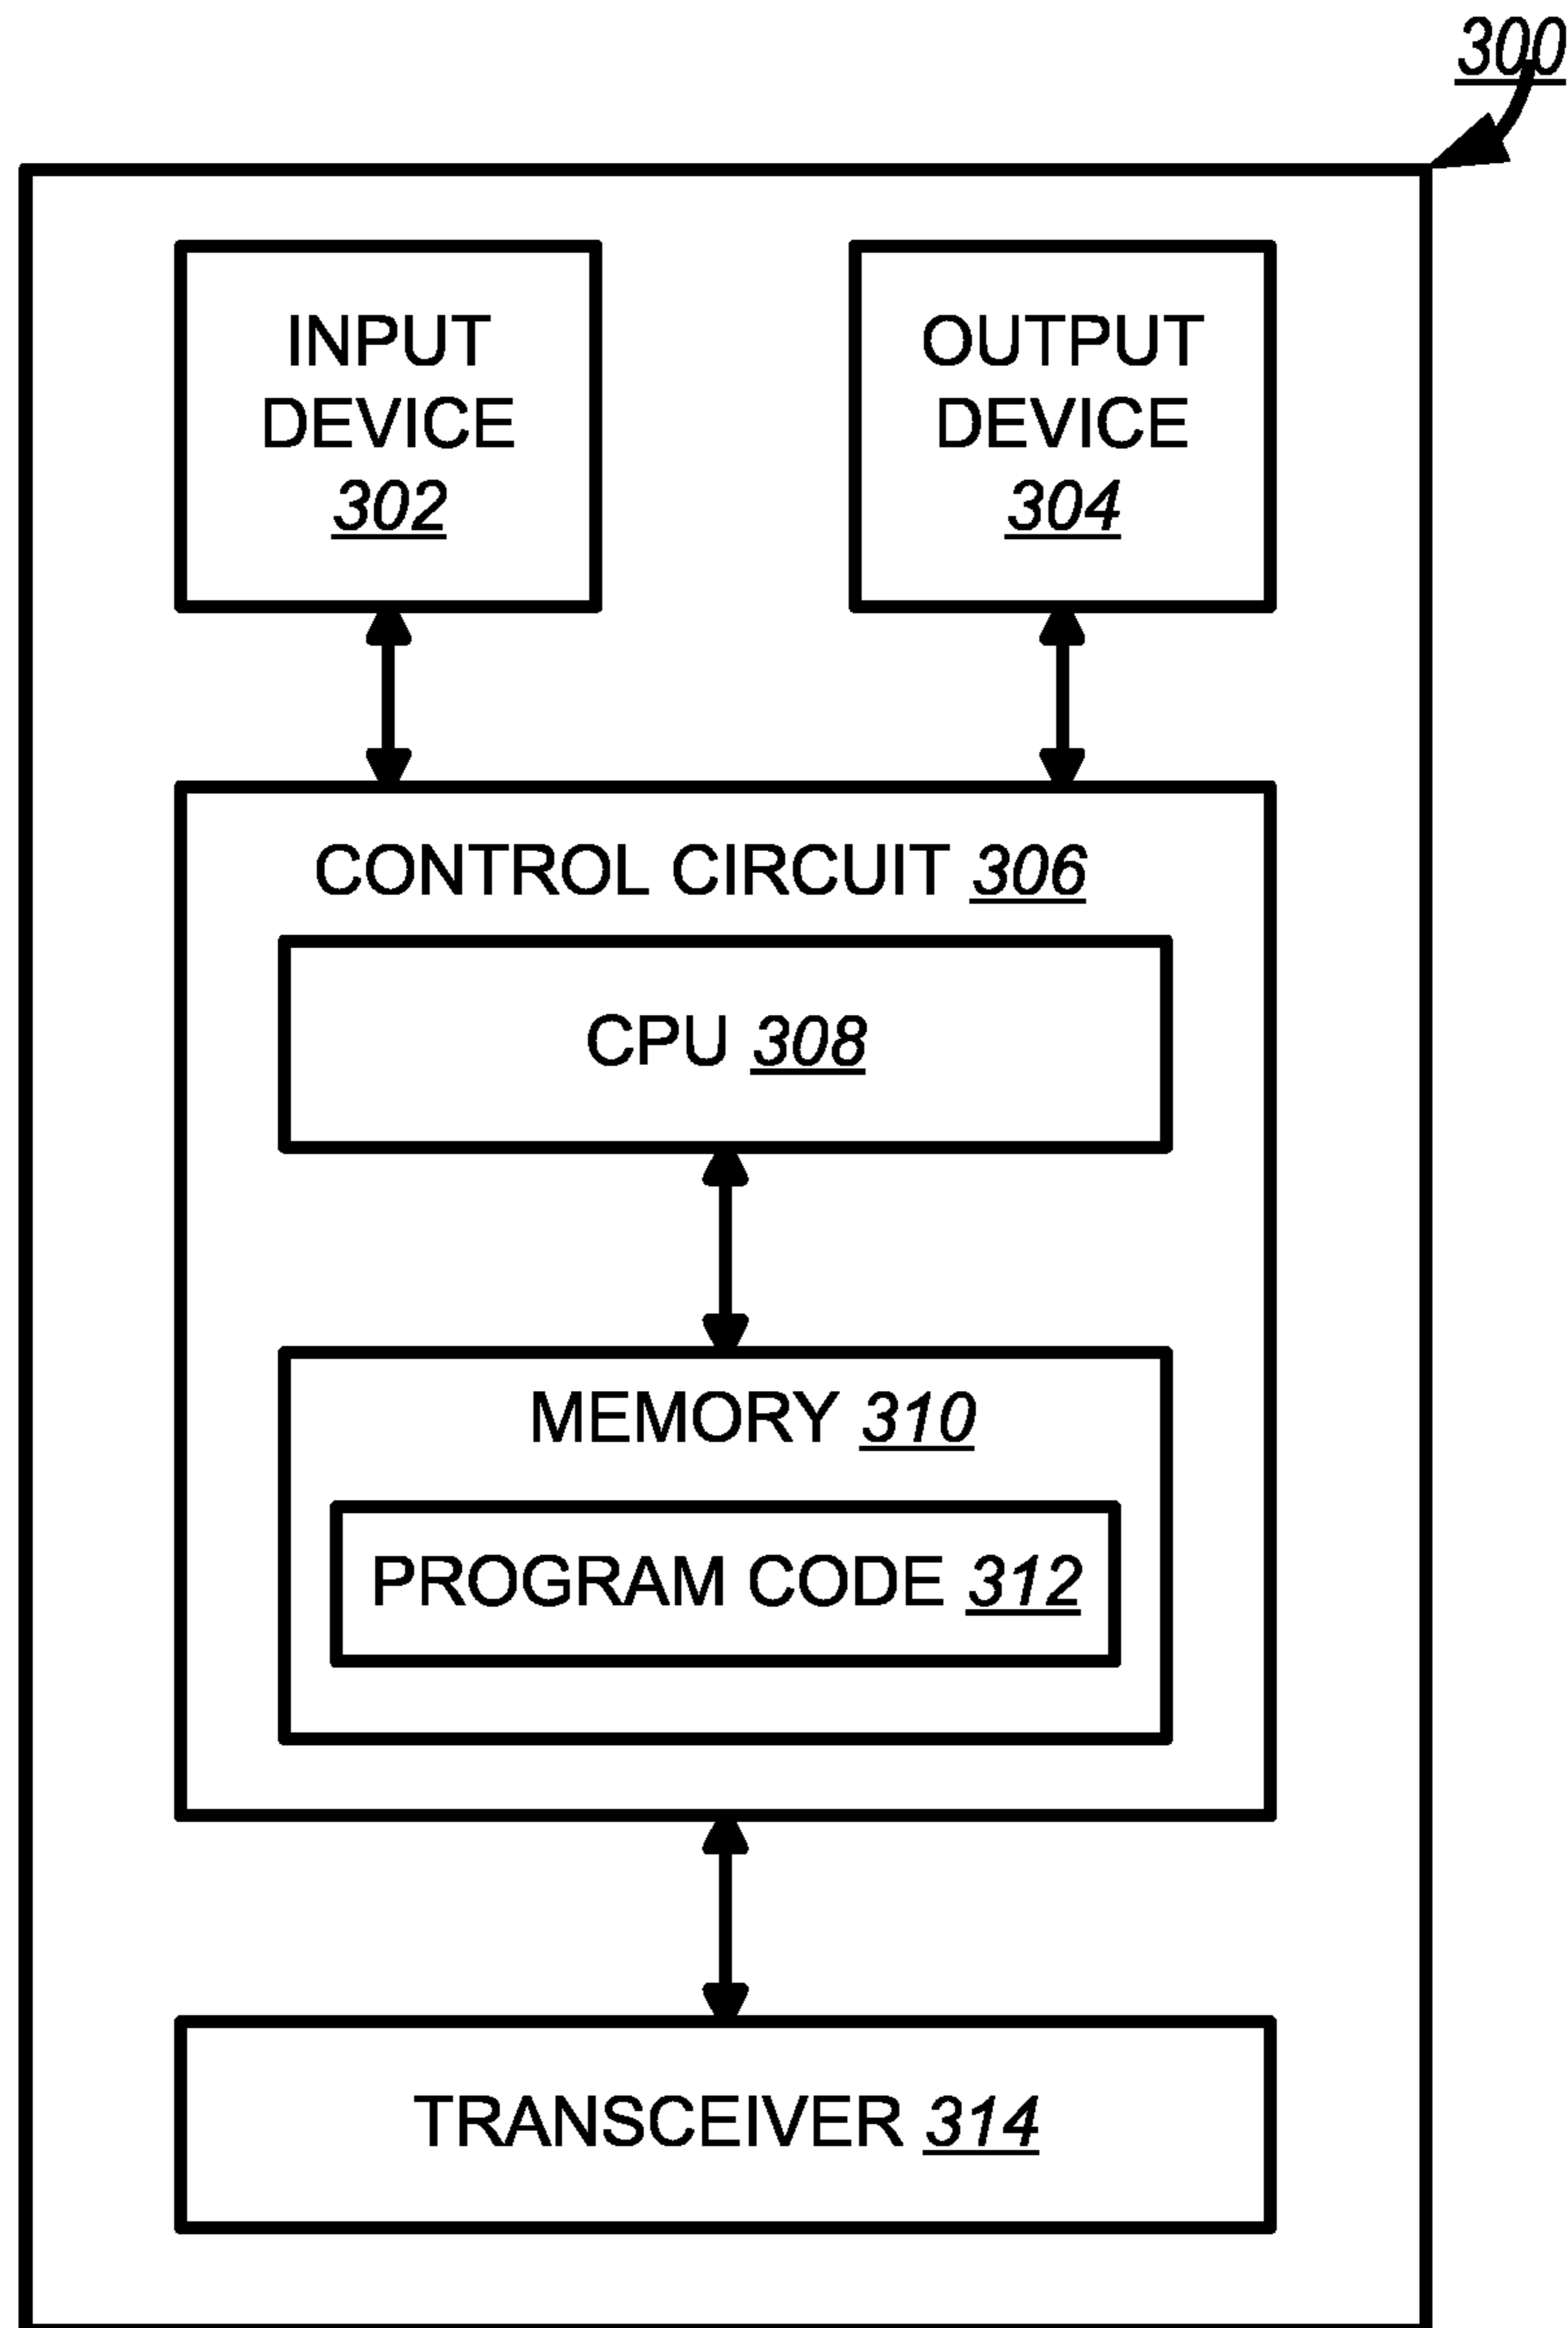 300
INPUT
DEVICE
302
OUTPUT
DEVICE
304
CONTROL CIRCUIT 306
CPU 308
MEMORY 310
PROGRAM CODE 312
TRANSCEIVER 314